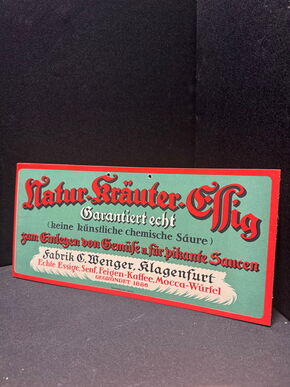 Natur-Kräuter-Essig
Garantiert echt
(keine künstliche chemische Säure)
zum Einlegen von Gemüse u. für pikante Saucen
Fabrik C. Wenger, Klagenfurt
Echte Essige, Senf, Feigen-Kaffee, Mocca-Würfel
GEGRÜNDET 1886